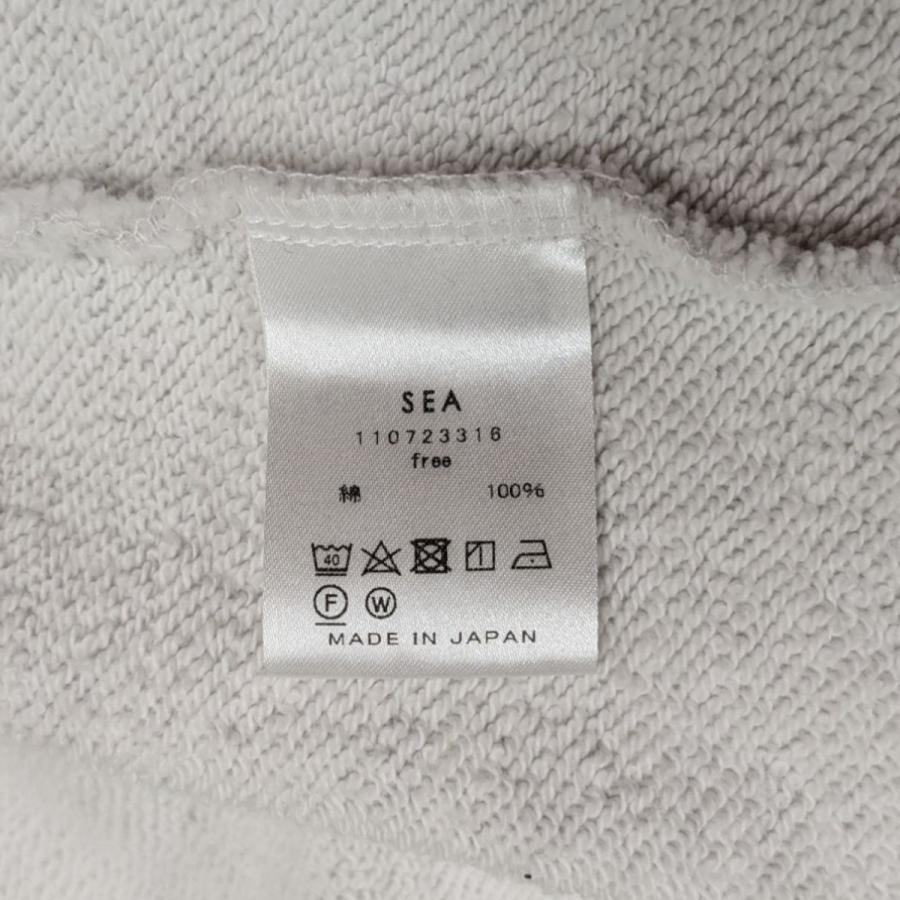 SEA
110723316
free
綿 100%
40
F W
MADE IN JAPAN